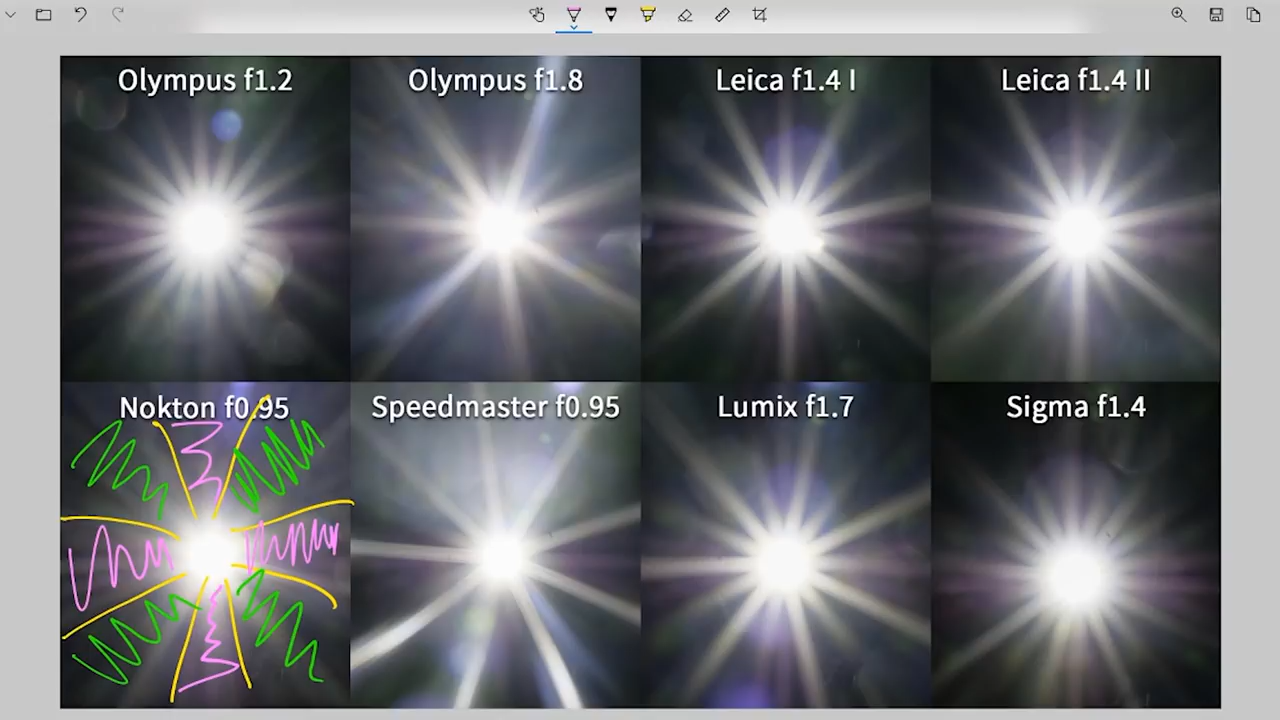 Olympus f1.2
Olympus f1.8
Leica f1.4 I
Leica f1.4 II
Nokton f0.95
Speedmaster f0.95
Lumix f1.7
Sigma f1.4